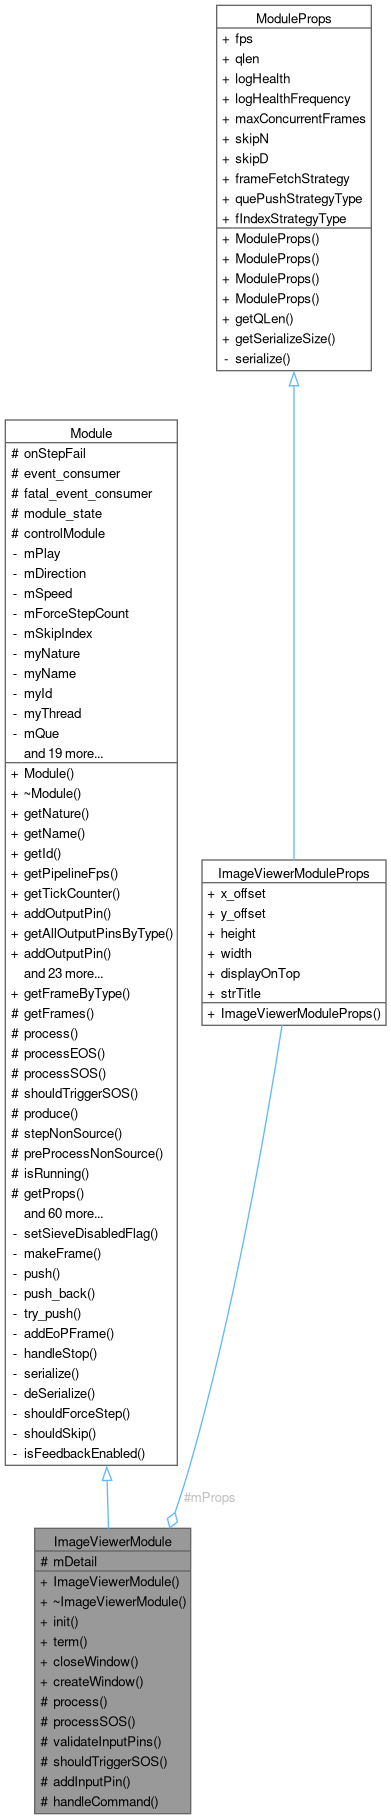 ModuleProps
+ fps
+ qlen
+ logHealth
+ logHealthFrequency
+ maxConcurrentFrames
+ skipN
+ skipD
+ frameFetchStrategy
+ quePushStrategyType
+ fIndexStrategyType
+ ModuleProps()
+ ModuleProps()
+ ModuleProps()
+ ModuleProps()
+ getQLen()
+ getSerializeSize()
- serialize()
Module
# onStepFail
# event_consumer
# fatal_event_consumer
# module_state
# controlModule
- mPlay
- mDirection
- mSpeed
- mForceStepCount
- mSkipIndex
- myNature
- myName
- myId
- myThread
- mQue
and 19 more...
+ Module()
+ ~Module()
+ getNature()
+ getName()
+ getId()
+ getPipelineFps()
+ getTickCounter()
+ addOutputPin()
+ getAllOutputPinsByType()
+ addOutputPin()
and 23 more...
+ getFrameByType()
# getFrames()
# process()
# processEOS()
# processSOS()
# shouldTriggerSOS()
# produce()
# stepNonSource()
# preProcessNonSource()
# isRunning()
# getProps()
and 60 more...
- setSieveDisabledFlag()
- makeFrame()
- push()
- push_back()
- try_push()
- addEoPFrame()
- handleStop()
- serialize()
- deSerialize()
- shouldForceStep()
- shouldSkip()
- isFeedbackEnabled()
ImageViewerModuleProps
+ x_offset
+ y_offset
+ height
+ width
+ displayOnTop
+ strTitle
+ ImageViewerModuleProps()
#mProps
ImageViewerModule
# mDetail
+ ImageViewerModule()
+ ~ImageViewerModule()
+ init()
+ term()
+ closeWindow()
+ createWindow()
# process()
# processSOS()
# validateInputPins()
# shouldTriggerSOS()
# addInputPin()
# handleCommand()